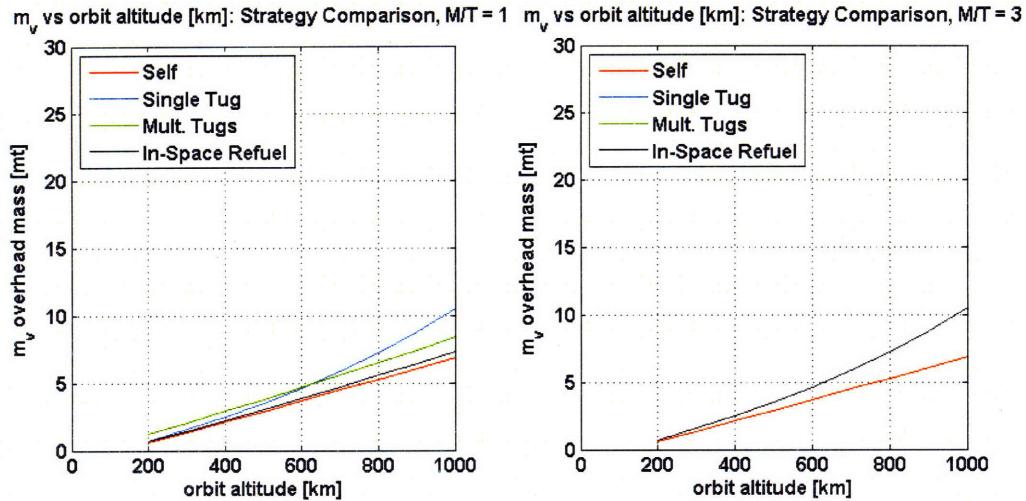 m_v vs orbit altitude [km]: Strategy Comparison, M/T = 1
30
25
20
15
10
5
0
m_v overhead mass [mt]
Self
Single Tug
Mult. Tugs
In-Space Refuel
0 200 400 600 800 1000
orbit altitude [km]
m_v vs orbit altitude [km]: Strategy Comparison, M/T = 3
30
25
20
15
10
5
0
m_v overhead mass [mt]
Self
Single Tug
Mult. Tugs
In-Space Refuel
0 200 400 600 800 1000
orbit altitude [km]